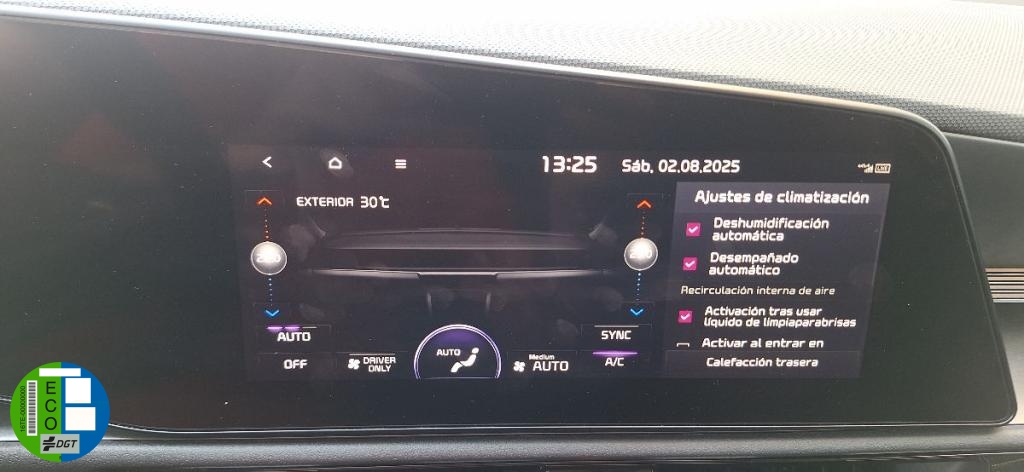 13:25 Sáb, 02.08.2025
EXTERIOR 30℃
Ajustes de climatización
Deshumidificación
automática
Desempañado
automático
Recirculación interna de aire
Activación tras usar
líquido de limpiaparabrisas
Activar al entrar en
Calefacción trasera
AUTO
OFF
DRIVER
ONLY
AUTO
Medium
AUTO
SYNC
A/C
ECO
DGT